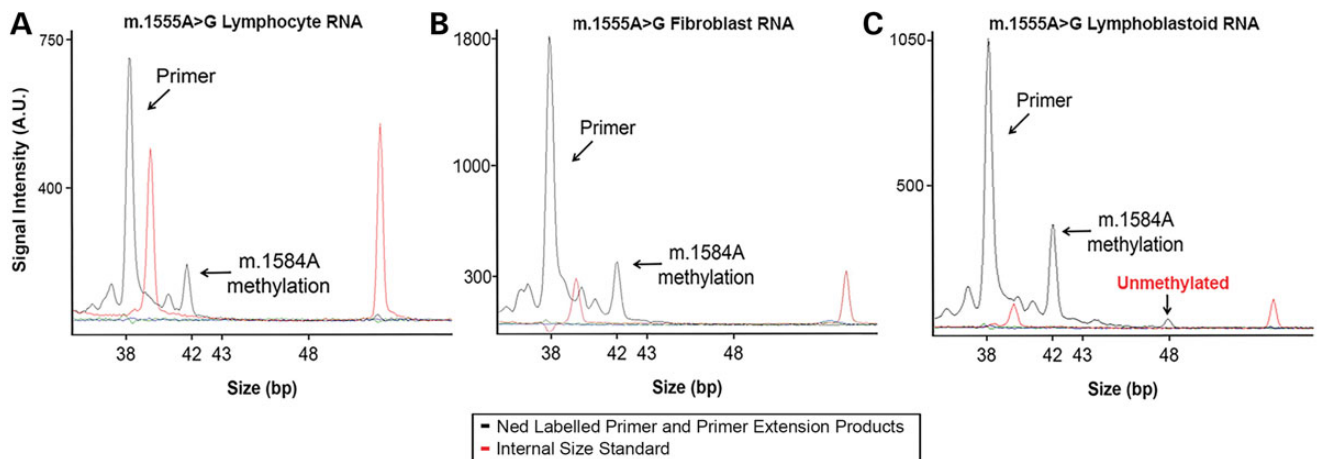 A
m.1555A>G Lymphocyte RNA
750
400
Signal Intensity (A.U.)
Primer
m.1584A
methylation
38
42
43
48
Size (bp)
B
m.1555A>G Fibroblast RNA
1800
1000
300
Primer
m.1584A
methylation
38
42
43
48
Size (bp)
C
m.1555A>G Lymphoblastoid RNA
1050
500
Primer
m.1584A
methylation
Unmethylated
38
42
43
48
Size (bp)
Ned Labelled Primer and Primer Extension Products
Internal Size Standard